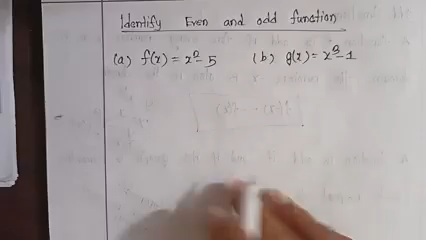 Identify Even and odd function
(a) f(x) = x² - 5 (b) g(x) = x³ - 1